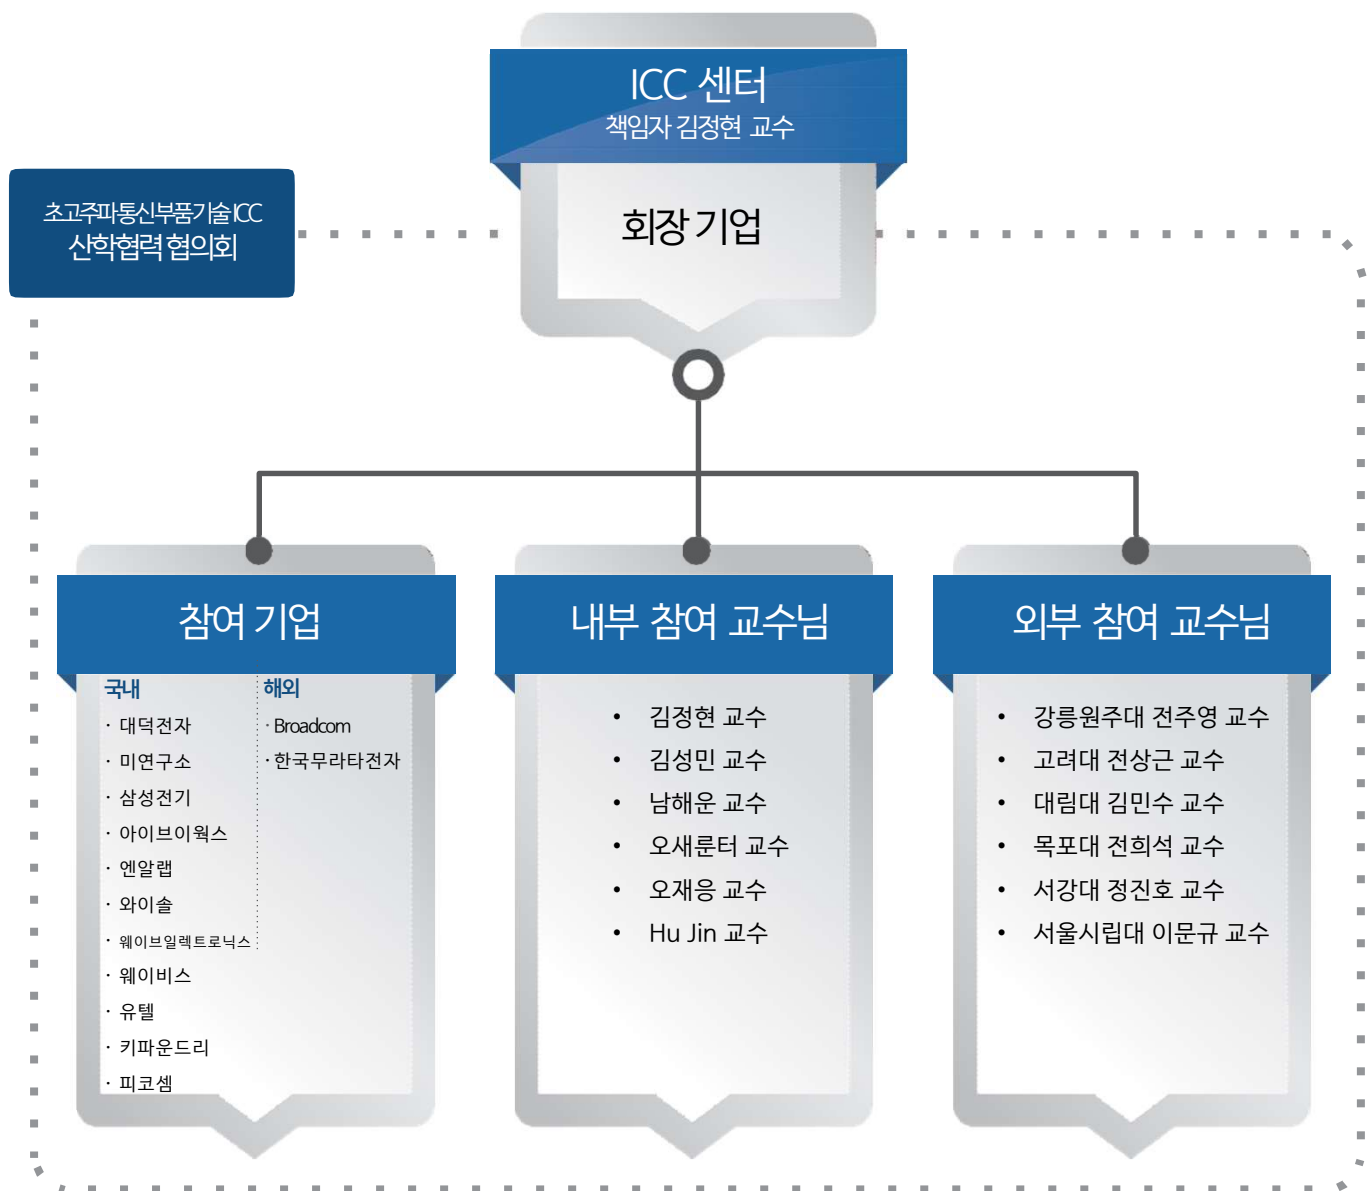 ICC 센터
책임자 김정현 교수
초고주파통신부품기술 ICC
산학협력 협의회
회장 기업
참여 기업
국내
· 대덕전자
· 미연구소
· 삼성전기
· 아이브이웍스
· 엔알랩
· 와이솔
· 웨이브일렉트로닉스
· 웨이비스
· 유텔
· 키파운드리
· 피코셈
해외
· Broadcom
· 한국무라타전자
내부 참여 교수님
• 김정현 교수
• 김성민 교수
• 남해운 교수
• 오새룬터 교수
• 오재응 교수
• Hu Jin 교수
외부 참여 교수님
• 강릉원주대 전주영 교수
• 고려대 전상근 교수
• 대림대 김민수 교수
• 목포대 전희석 교수
• 서강대 정진호 교수
• 서울시립대 이문규 교수